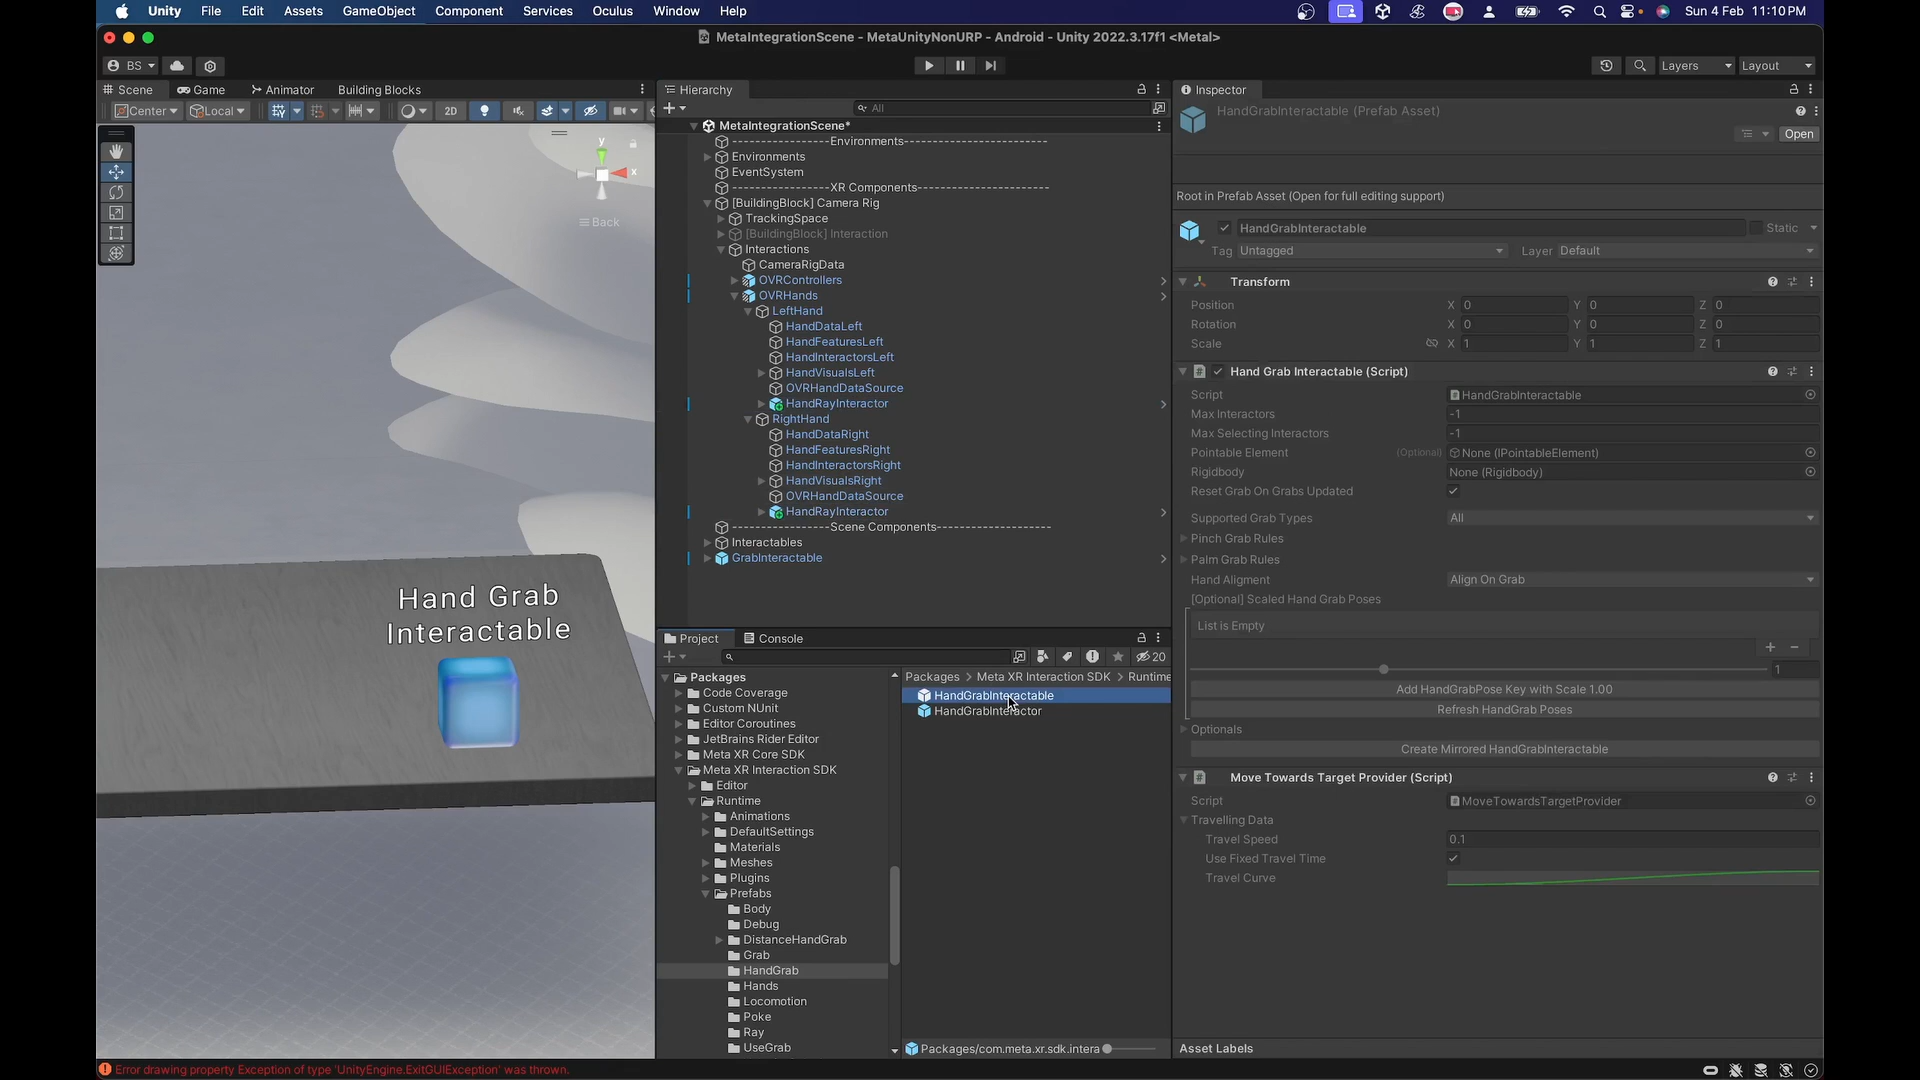 Unity File Edit Assets GameObject Component Services Oculus Window Help
Sun 4 Feb 11:10 PM
MetaIntegrationScene - MetaUnityNonURP - Android - Unity 2022.3.17f1 <Metal>
BS
Layers
Layout
Scene
Game
Animator
Building Blocks
Center
Local
2D
y
x
Back
Hand Grab
Interactable
Hierarchy
All
MetaIntegrationScene*
-----------------Environments------------------------
Environments
EventSystem
-----------------XR Components----------------------
[BuildingBlock] Camera Rig
TrackingSpace
[BuildingBlock] Interaction
Interactions
CameraRigData
OVRControllers
OVRHands
LeftHand
HandDataLeft
HandFeaturesLeft
HandInteractorsLeft
HandVisualsLeft
OVRHandDataSource
HandRayInteractor
RightHand
HandDataRight
HandFeaturesRight
HandInteractorsRight
HandVisualsRight
OVRHandDataSource
HandRayInteractor
-----------------Scene Components-------------------
Interactables
GrabInteractable
Project
Console
20
Packages
Code Coverage
Custom NUnit
Editor Coroutines
JetBrains Rider Editor
Meta XR Core SDK
Meta XR Interaction SDK
Editor
Runtime
Animations
DefaultSettings
Materials
Meshes
Plugins
Prefabs
Body
Debug
DistanceHandGrab
Grab
HandGrab
Hands
Locomotion
Poke
Ray
UseGrab
Packages > Meta XR Interaction SDK > Runtime
HandGrabInteractable
HandGrabInteractor
Packages/com.meta.xr.sdk.intera
Inspector
HandGrabInteractable (Prefab Asset)
Open
Root in Prefab Asset (Open for full editing support)
HandGrabInteractable
Static
Tag Untagged
Layer Default
Transform
Position X 0 Y 0 Z 0
Rotation X 0 Y 0 Z 0
Scale X 1 Y 1 Z 1
Hand Grab Interactable (Script)
Script HandGrabInteractable
Max Interactors -1
Max Selecting Interactors -1
Pointable Element (Optional) None (IPointableElement)
Rigidbody None (Rigidbody)
Reset Grab On Grabs Updated
Supported Grab Types All
Pinch Grab Rules
Palm Grab Rules
Hand Aligment Align On Grab
[Optional] Scaled Hand Grab Poses
List is Empty
1
Add HandGrabPose Key with Scale 1.00
Refresh HandGrab Poses
Optionals
Create Mirrored HandGrabInteractable
Move Towards Target Provider (Script)
Script MoveTowardsTargetProvider
Travelling Data
Travel Speed 0.1
Use Fixed Travel Time
Travel Curve
Asset Labels
Error drawing property Exception of type 'UnityEngine.ExitGUIException' was thrown.